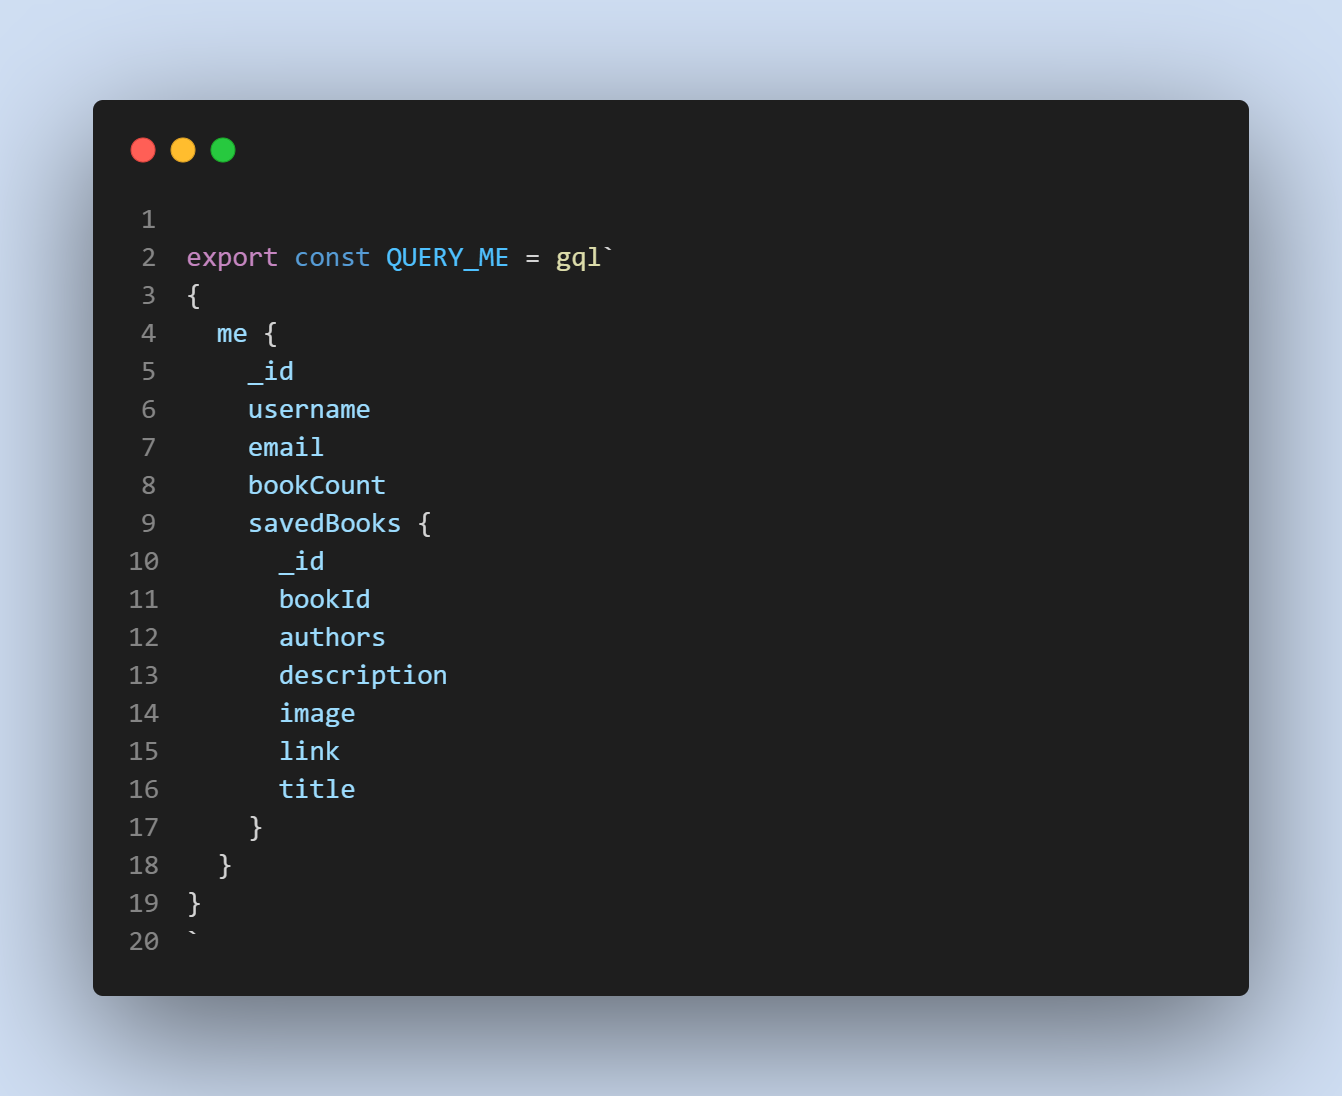 1
2 export const QUERY_ME = gql`
3 {
4   me {
5     _id
6     username
7     email
8     bookCount
9     savedBooks {
10       _id
11       bookId
12       authors
13       description
14       image
15       link
16       title
17     }
18   }
19 }
20 `